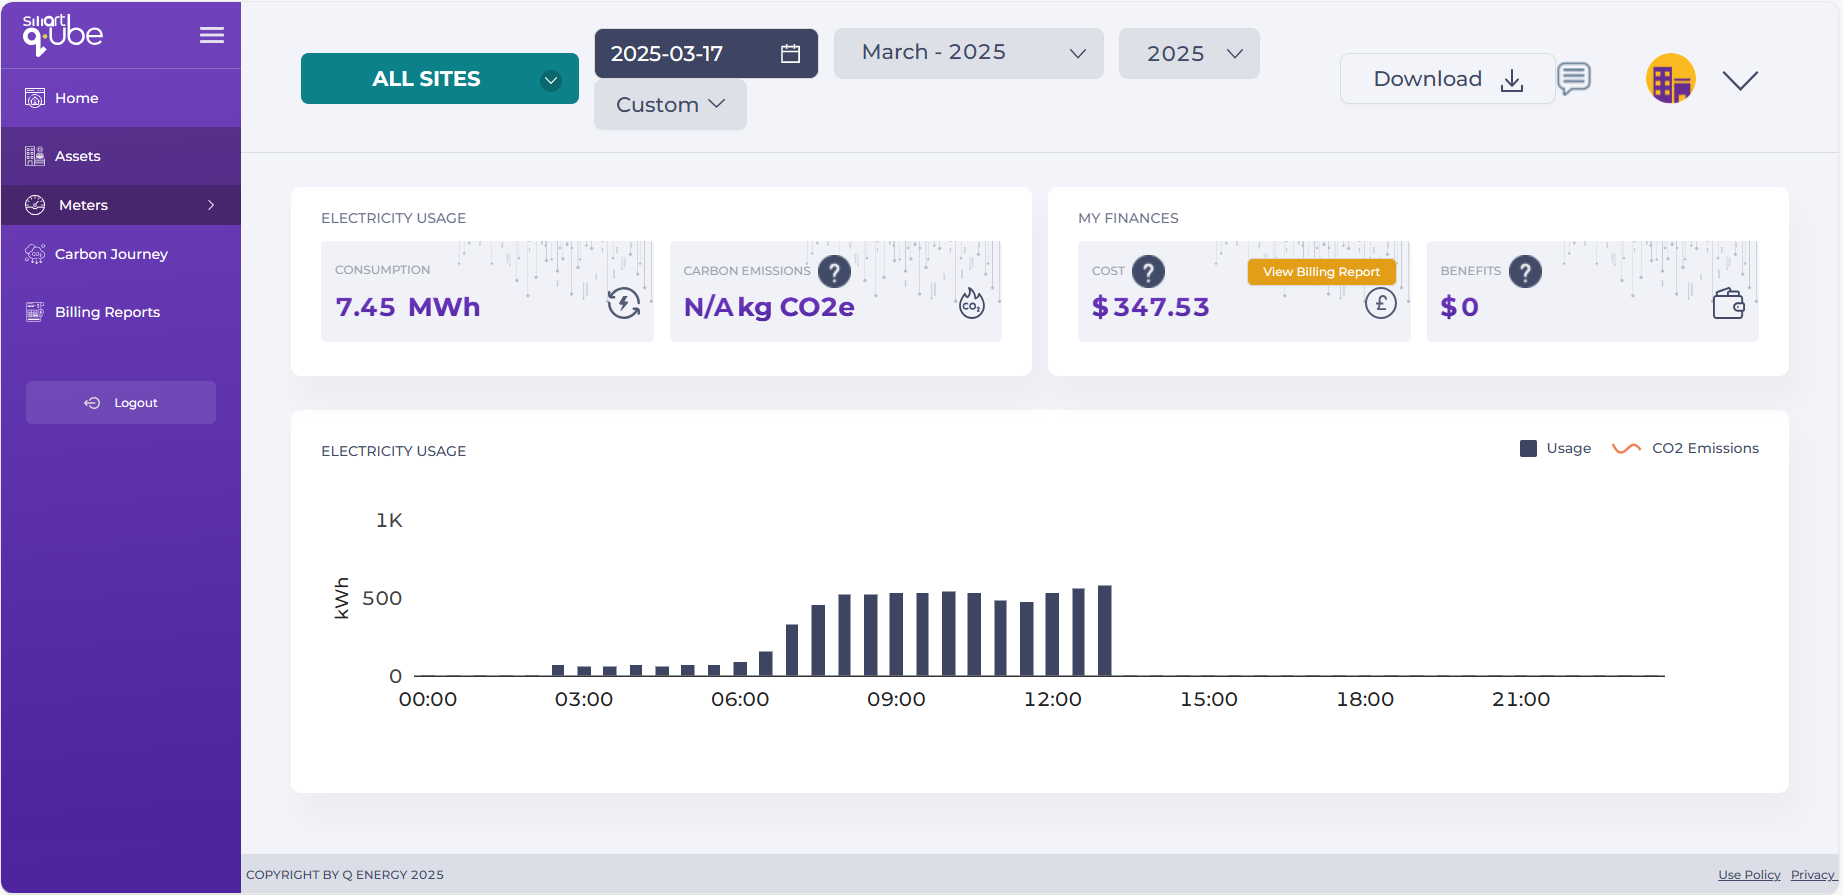 smart
q.ube
Home
Assets
Meters
Carbon Journey
Billing Reports
Logout
ALL SITES
2025-03-17
March - 2025
2025
Custom
Download
ELECTRICITY USAGE
CONSUMPTION
7.45 MWh
CARBON EMISSIONS ?
N/A kg CO2e
CO2
MY FINANCES
COST ?
View Billing Report
$ 347.53
£
BENEFITS ?
$ 0
ELECTRICITY USAGE
Usage
CO2 Emissions
1K
500
0
kWh
00:00 03:00 06:00 09:00 12:00 15:00 18:00 21:00
COPYRIGHT BY Q ENERGY 2025
Use Policy Privacy